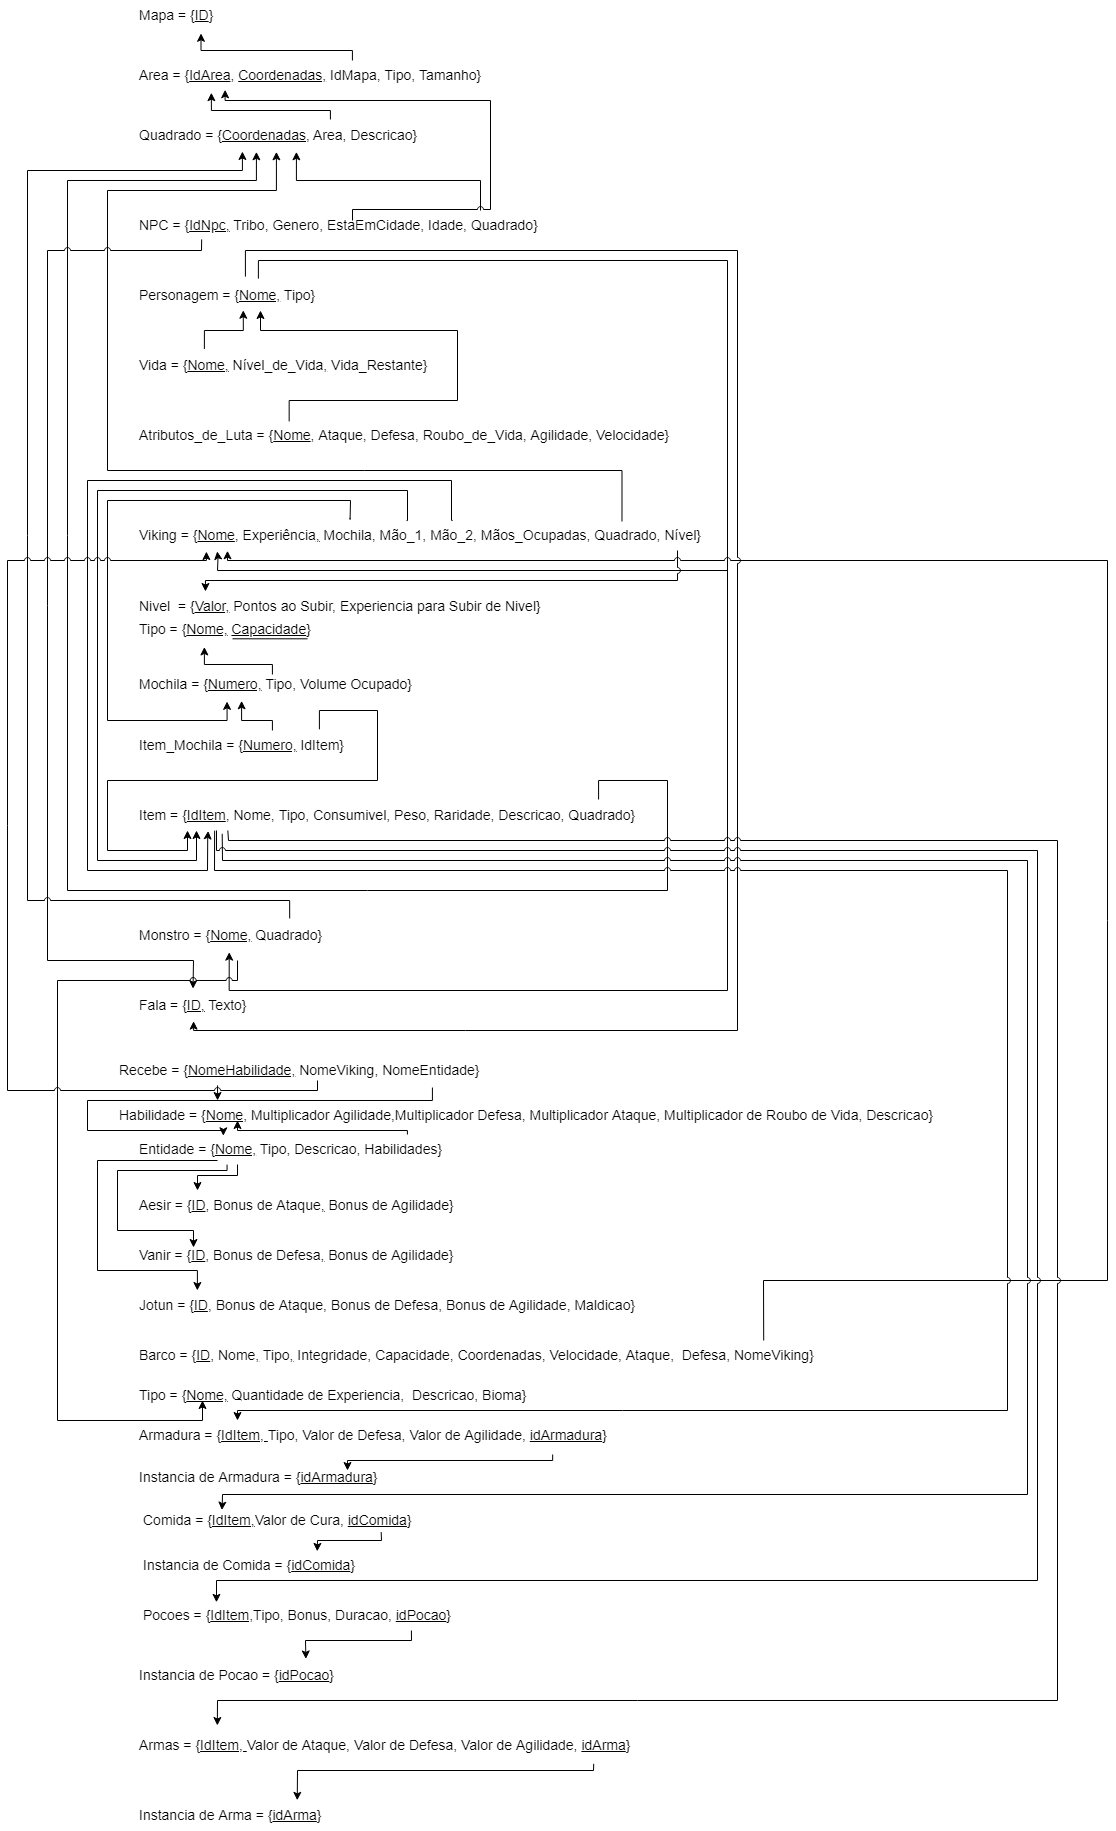 Mapa = {ID}
Area = {IdArea, Coordenadas, IdMapa, Tipo, Tamanho}
Quadrado = {Coordenadas, Area, Descricao}
NPC = {IdNpc, Tribo, Genero, EstaEmCidade, Idade, Quadrado}
Personagem = {Nome, Tipo}
Vida = {Nome, Nível_de_Vida, Vida_Restante}
Atributos_de_Luta = {Nome, Ataque, Defesa, Roubo_de_Vida, Agilidade, Velocidade}
Viking = {Nome, Experiência, Mochila, Mão_1, Mão_2, Mãos_Ocupadas, Quadrado, Nível}
Nivel = {Valor, Pontos ao Subir, Experiencia para Subir de Nivel}
Tipo = {Nome, Capacidade}
Mochila = {Numero, Tipo, Volume Ocupado}
Item_Mochila = {Numero, IdItem}
Item = {IdItem, Nome, Tipo, Consumivel, Peso, Raridade, Descricao, Quadrado}
Monstro = {Nome, Quadrado}
Fala = {ID, Texto}
Recebe = {NomeHabilidade, NomeViking, NomeEntidade}
Habilidade = {Nome, Multiplicador Agilidade,Multiplicador Defesa, Multiplicador Ataque, Multiplicador de Roubo de Vida, Descricao}
Entidade = {Nome, Tipo, Descricao, Habilidades}
Aesir = {ID, Bonus de Ataque, Bonus de Agilidade}
Vanir = {ID, Bonus de Defesa, Bonus de Agilidade}
Jotun = {ID, Bonus de Ataque, Bonus de Defesa, Bonus de Agilidade, Maldicao}
Barco = {ID, Nome, Tipo, Integridade, Capacidade, Coordenadas, Velocidade, Ataque, Defesa, NomeViking}
Tipo = {Nome, Quantidade de Experiencia, Descricao, Bioma}
Armadura = {IdItem, Tipo, Valor de Defesa, Valor de Agilidade, idArmadura}
Instancia de Armadura = {idArmadura}
Comida = {IdItem,Valor de Cura, idComida}
Instancia de Comida = {idComida}
Pocoes = {IdItem,Tipo, Bonus, Duracao, idPocao}
Instancia de Pocao = {idPocao}
Armas = {IdItem, Valor de Ataque, Valor de Defesa, Valor de Agilidade, idArma}
Instancia de Arma = {idArma}